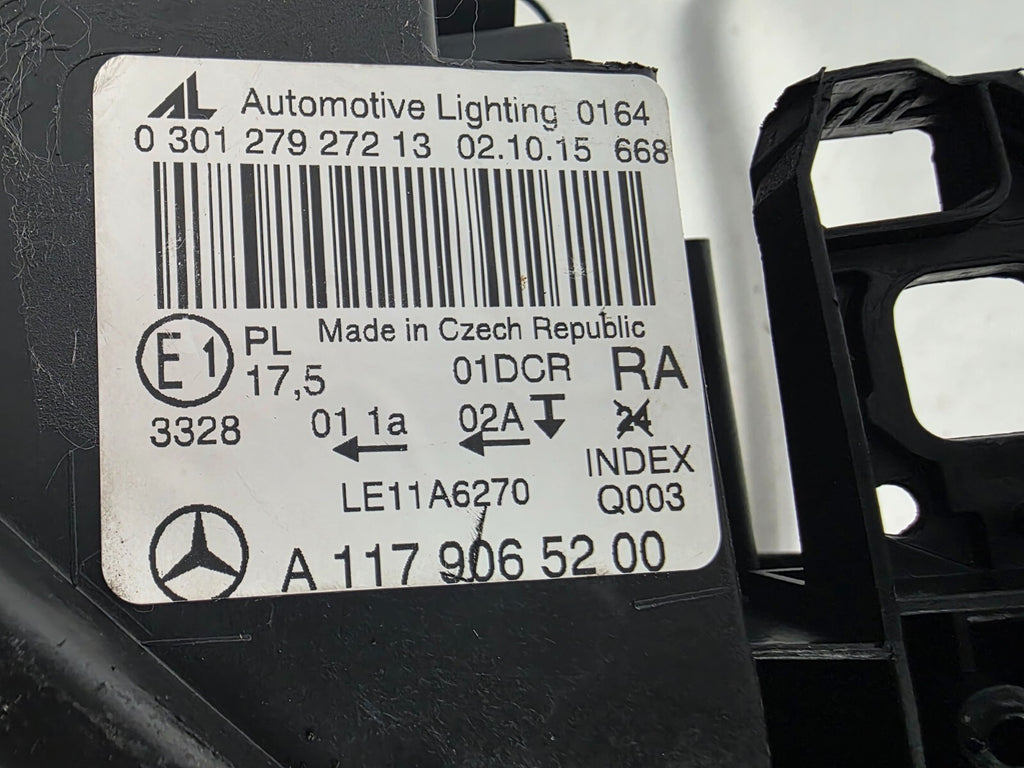 AL Automotive Lighting 0164
0 301 279 272 13 02.10.15 668
E1 PL Made in Czech Republic
17,5 01DCR RA
3328 01 1a 02A 24
INDEX
LE11A6270 Q003
A 117 906 52 00